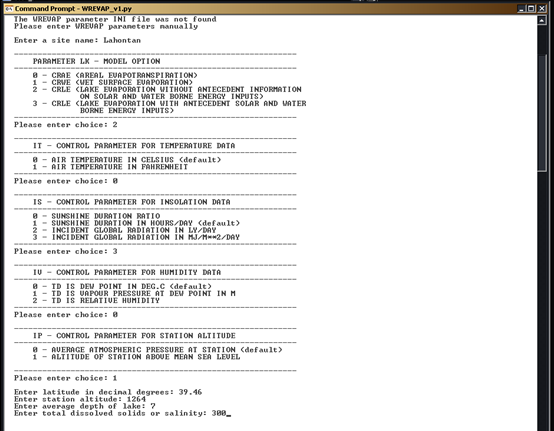 Command Prompt - WREVAP_v1.exe
The WREVAP parameter INI file was not found
Please enter WREVAP parameters manually
Enter a site name: Lahontan
PARAMETER LK - MODEL OPTION
0 - CRAE (AREAL EVAPOTRANSPIRATION)
1 - CRWE (WET SURFACE EVAPORATION)
2 - CRLE (LAKE EVAPORATION WITHOUT ANTECEDENT INFORMATION
ON SOLAR AND WATER BORNE ENERGY INPUTS)
3 - CRLE (LAKE EVAPORATION WITH ANTECEDENT SOLAR AND WATER
BORNE ENERGY INPUTS)
Please enter choice: 2
IT - CONTROL PARAMETER FOR TEMPERATURE DATA
0 - AIR TEMPERATURE IN CELSIUS (default)
1 - AIR TEMPERATURE IN FAHRENHEIT
Please enter choice: 0
IS - CONTROL PARAMETER FOR INSOLATION DATA
0 - SUNSHINE DURATION RATIO
1 - SUNSHINE DURATION IN HOURS/DAY (default)
2 - INCIDENT GLOBAL RADIATION IN LY/DAY
3 - INCIDENT GLOBAL RADIATION IN MJ/M**2/DAY
Please enter choice: 3
IV - CONTROL PARAMETER FOR HUMIDITY DATA
0 - TD IS DEW POINT IN DEG.C (default)
1 - TD IS VAPOUR PRESSURE AT DEW POINT IN M
2 - TD IS RELATIVE HUMIDITY
Please enter choice: 0
IP - CONTROL PARAMETER FOR STATION ALTITUDE
0 - AVERAGE ATMOSPHERIC PRESSURE AT STATION (default)
1 - ALTITUDE OF STATION ABOVE MEAN SEA LEVEL
Please enter choice: 1
Enter latitude in decimal degrees: 39.46
Enter station altitude: 1264
Enter average depth of lake: 7
Enter total dissolved solids or salinity: 300_